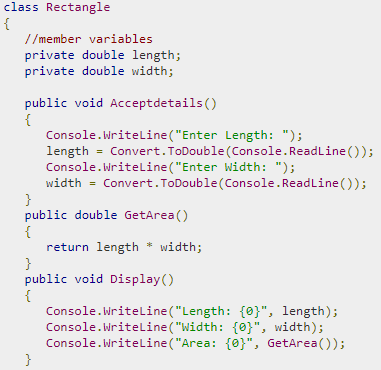 class Rectangle
{
//member variables
private double length;
private double width;
public void Acceptdetails()
{
Console.WriteLine("Enter Length: ");
length = Convert.ToDouble(Console.ReadLine());
Console.WriteLine("Enter Width: ");
width = Convert.ToDouble(Console.ReadLine());
}
public double GetArea()
{
return length * width;
}
public void Display()
{
Console.WriteLine("Length: {0}", length);
Console.WriteLine("Width: {0}", width);
Console.WriteLine("Area: {0}", GetArea());
}